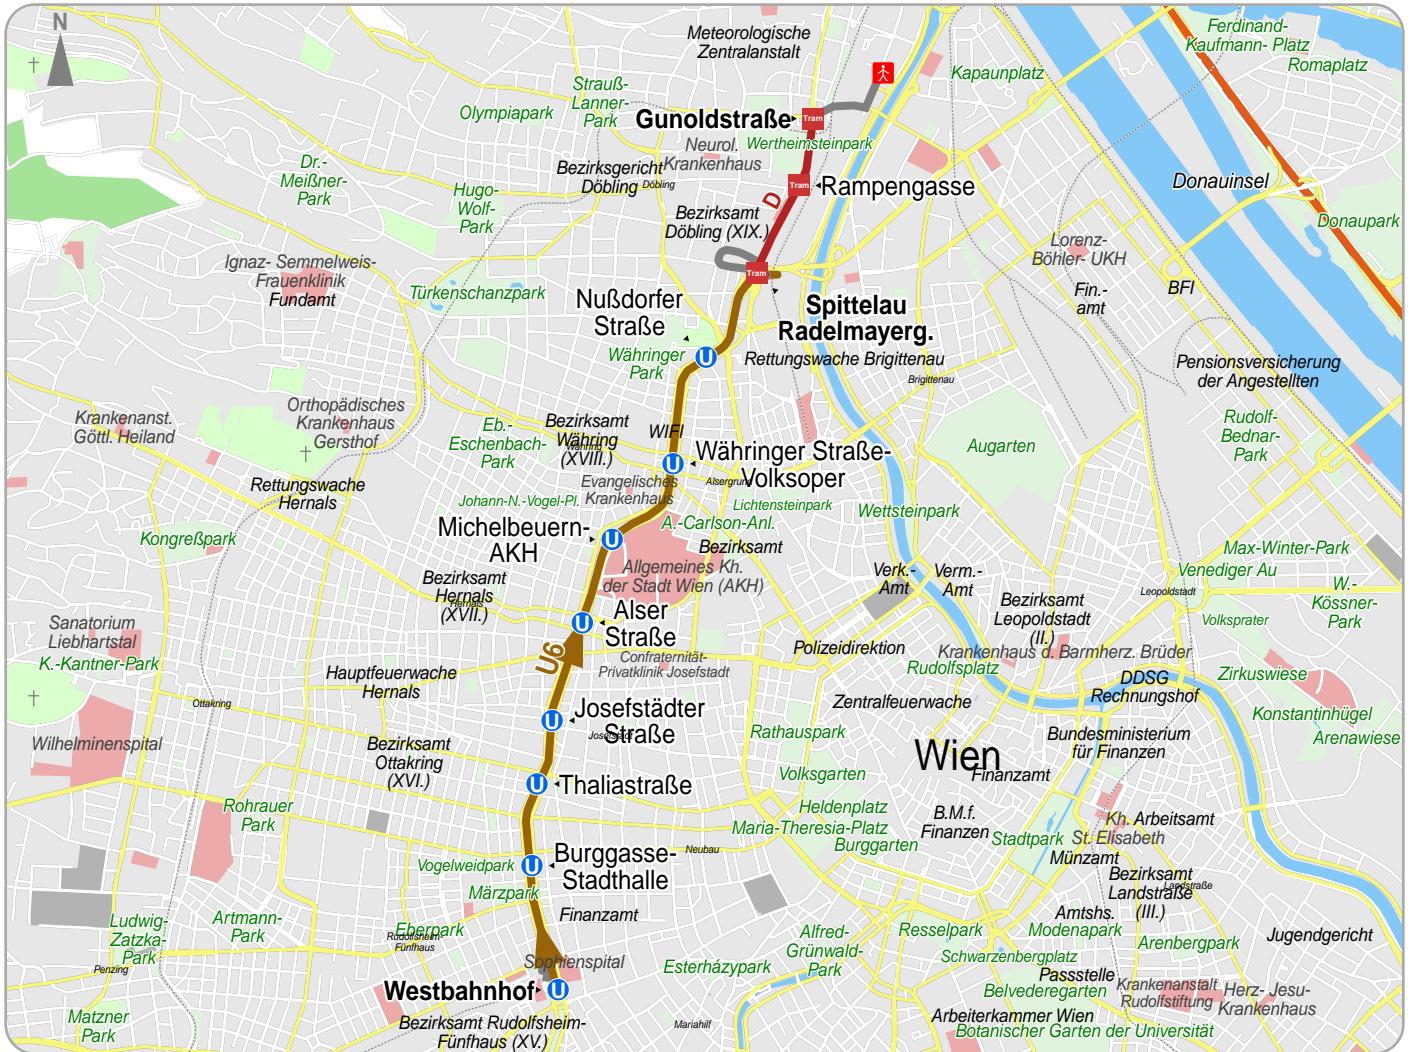 N
Meteorologische
Zentralanstalt
Ferdinand-
Kaufmann- Platz
Romaplatz
Kapaunplatz
Strauß-
Lanner-
Park
Olympiapark
Gunoldstraße
Tram
Wertheimsteinpark
Neurol.
Krankenhaus
Dr.-
Meißner-
Park
Bezirksgericht
Döbling
Döbling
Hugo-
Wolf-
Park
Tram
Rampengasse
D
Donauinsel
Donaupark
Bezirksamt
Döbling (XIX.)
Lorenz-
Böhler- UKH
Ignaz- Semmelweis-
Frauenklinik
Fundamt
Türkenschanzpark
Tram
Fin.-
amt
BFI
Nußdorfer
Straße
Spittelau
Radelmayerg.
Währinger
Park
U
Rettungswache Brigittenau
Brigittenau
Pensionsversicherung
der Angestellten
Krankenanst.
Göttl. Heiland
Orthopädisches
Krankenhaus
Gersthof
Eb.-
Eschenbach-
Park
Bezirksamt
Währing
Währing
(XVIII.)
WIFI
Rudolf-
Bednar-
Park
Augarten
U
Währinger Straße-
Volksoper
Alsergrund
Evangelisches
Krankenhaus
Rettungswache
Hernals
Johann-N.-Vogel-Pl.
Lichtensteinpark
Wettsteinpark
Kongreßpark
Michelbeuern-
AKH
U
A.-Carlson-Anl.
Bezirksamt
Max-Winter-Park
Venediger Au
Allgemeines Kh.
der Stadt Wien (AKH)
Verk.-
Amt
Verm.-
Amt
W.-
Kössner-
Park
Leopoldstadt
Bezirksamt
Hernals
Hernals
(XVII.)
Bezirksamt
Leopoldstadt
(II.)
Volksprater
Sanatorium
Liebhartstal
U
Alser
Straße
U6
K.-Kantner-Park
Confraternität-
Privatklinik Josefstadt
Polizeidirektion
Krankenhaus d. Barmherz. Brüder
Rudolfsplatz
Zirkuswiese
Hauptfeuerwache
Hernals
DDSG
Rechnungshof
Ottakring
Zentralfeuerwache
Konstantinhügel
Arenawiese
U
Josefstädter
Straße
Josefstadt
Wilhelminenspital
Bezirksamt
Ottakring
(XVI.)
Rathauspark
Bundesministerium
für Finanzen
Wien
Finanzamt
U
Thaliastraße
Volksgarten
Rohrauer
Park
Heldenplatz
B.M.f.
Finanzen
Kh.
Arbeitsamt
St. Elisabeth
Maria-Theresia-Platz
Burggarten
Stadtpark
Neubau
Vogelweidpark
U
Burggasse-
Stadthalle
Münzamt
Bezirksamt
Landstraße
Landstraße
(III.)
Märzpark
Finanzamt
Amtshs.
Modenapark
Ludwig-
Zatzka-
Park
Artmann-
Park
Eberpark
Rudolfsheim-
Fünfhaus
Alfred-
Grünwald-
Park
Resselpark
Arenbergpark
Jugendgericht
Schwarzenbergplatz
Penzing
Sophienspital
Esterházypark
Passstelle
Belvederegarten
Krankenanstalt
Rudolfstiftung
Herz- Jesu-
Krankenhaus
Westbahnhof
U
Matzner
Park
Bezirksamt Rudolfsheim-
Fünfhaus (XV.)
Mariahilf
Arbeiterkammer Wien
Botanischer Garten der Universität